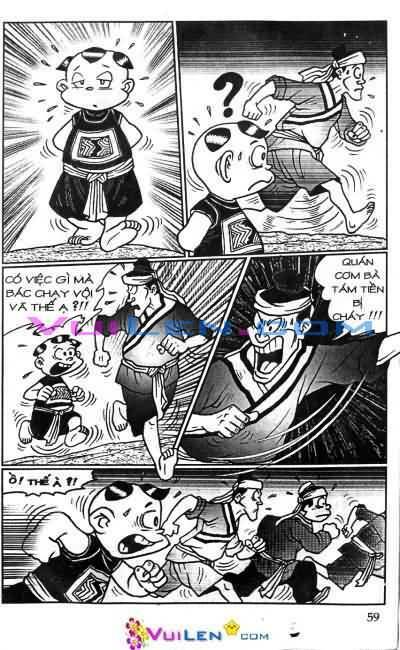 ?
CÓ VIỆC GÌ MÀ
BÁC CHẠY VỘI
VÃ THẾ Ạ ?!!
QUÁN
CƠM BÀ
TÁM TIỀN
BỊ
CHÁY !!!
VUILEN.COM
Ồ! THẾ À ?!
59
VUILEN.COM